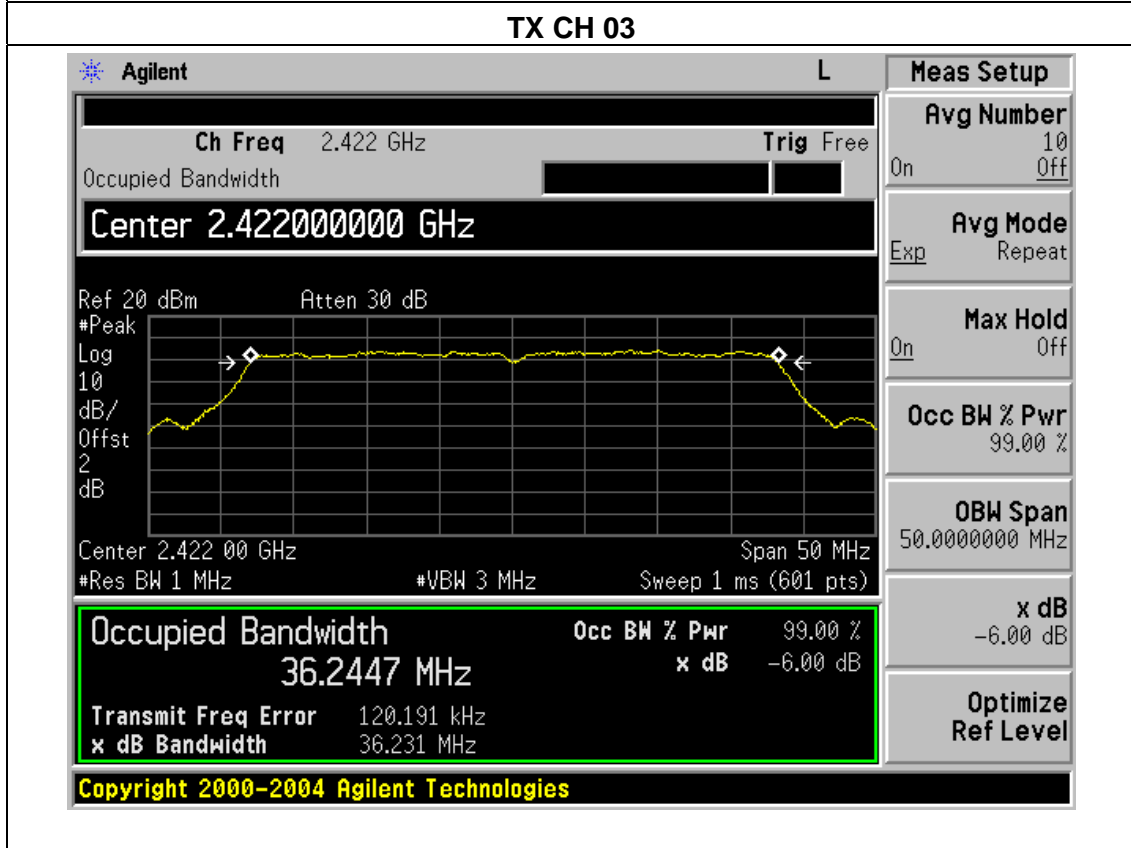 TX CH 03
Agilent L
Ch Freq 2.422 GHz Trig Free
Occupied Bandwidth
Center 2.422000000 GHz
Ref 20 dBm Atten 30 dB
#Peak
Log
10
dB/
Offst
2
dB
Center 2.422 00 GHz Span 50 MHz
#Res BW 1 MHz #VBW 3 MHz Sweep 1 ms (601 pts)
Occupied Bandwidth Occ BW % Pwr 99.00 %
36.2447 MHz x dB -6.00 dB
Transmit Freq Error 120.191 kHz
x dB Bandwidth 36.231 MHz
Copyright 2000-2004 Agilent Technologies
Meas Setup
Avg Number
10
On Off
Avg Mode
Exp Repeat
Max Hold
On Off
Occ BW % Pwr
99.00 %
OBW Span
50.0000000 MHz
x dB
-6.00 dB
Optimize
Ref Level